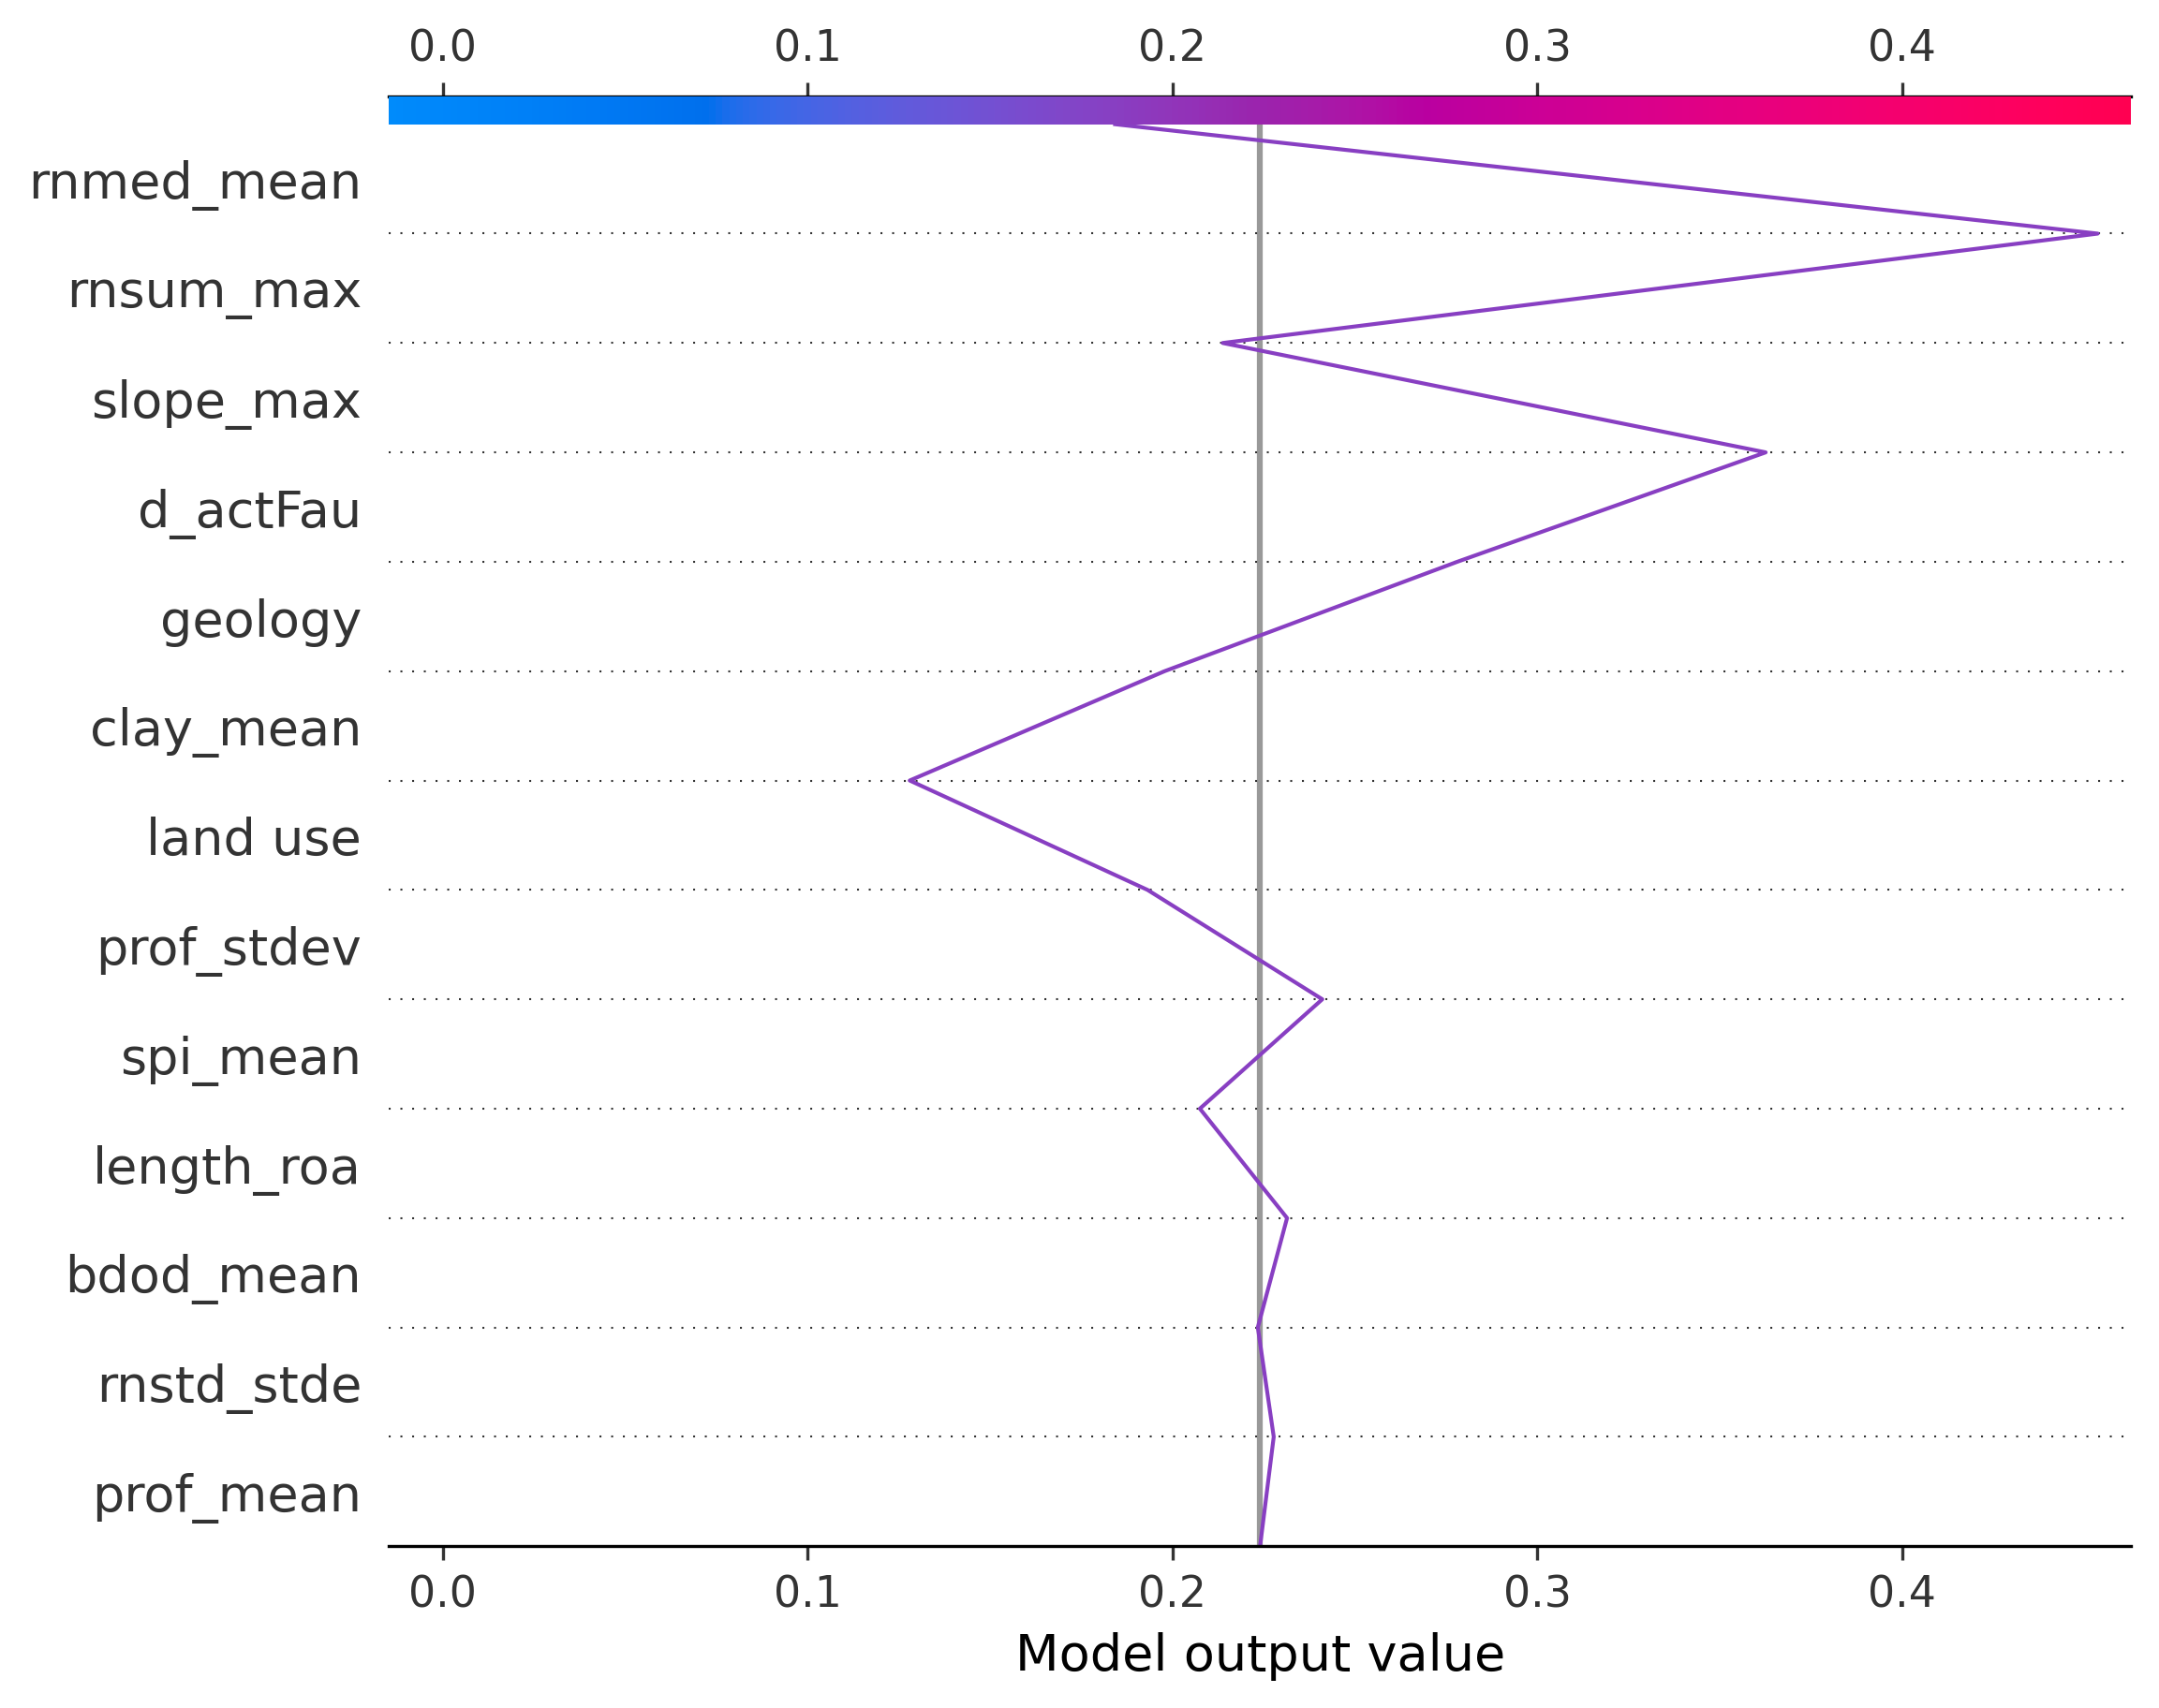 0.0 0.1 0.2 0.3 0.4
rnmed_mean
rnsum_max
slope_max
d_actFau
geology
clay_mean
land use
prof_stdev
spi_mean
length_roa
bdod_mean
rnstd_stde
prof_mean
0.0 0.1 0.2 0.3 0.4
Model output value